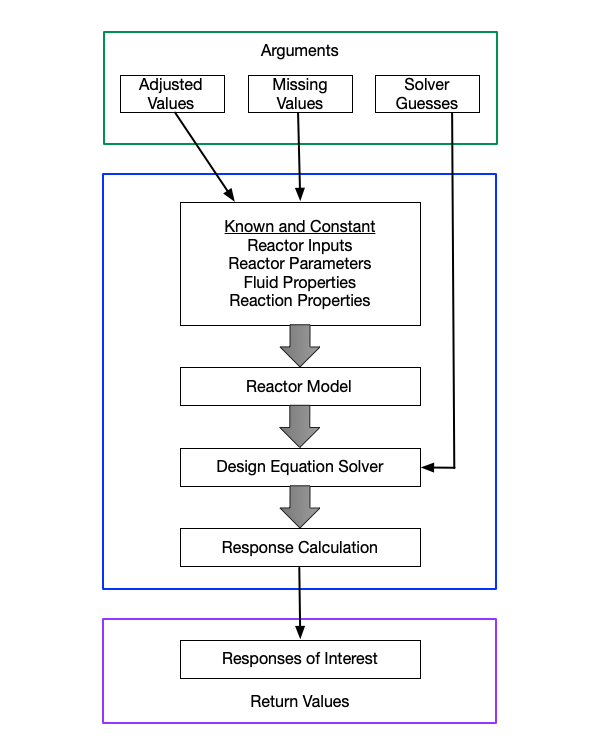 Arguments
Adjusted
Values
Missing
Values
Solver
Guesses
Known and Constant
Reactor Inputs
Reactor Parameters
Fluid Properties
Reaction Properties
Reactor Model
Design Equation Solver
Response Calculation
Responses of Interest
Return Values